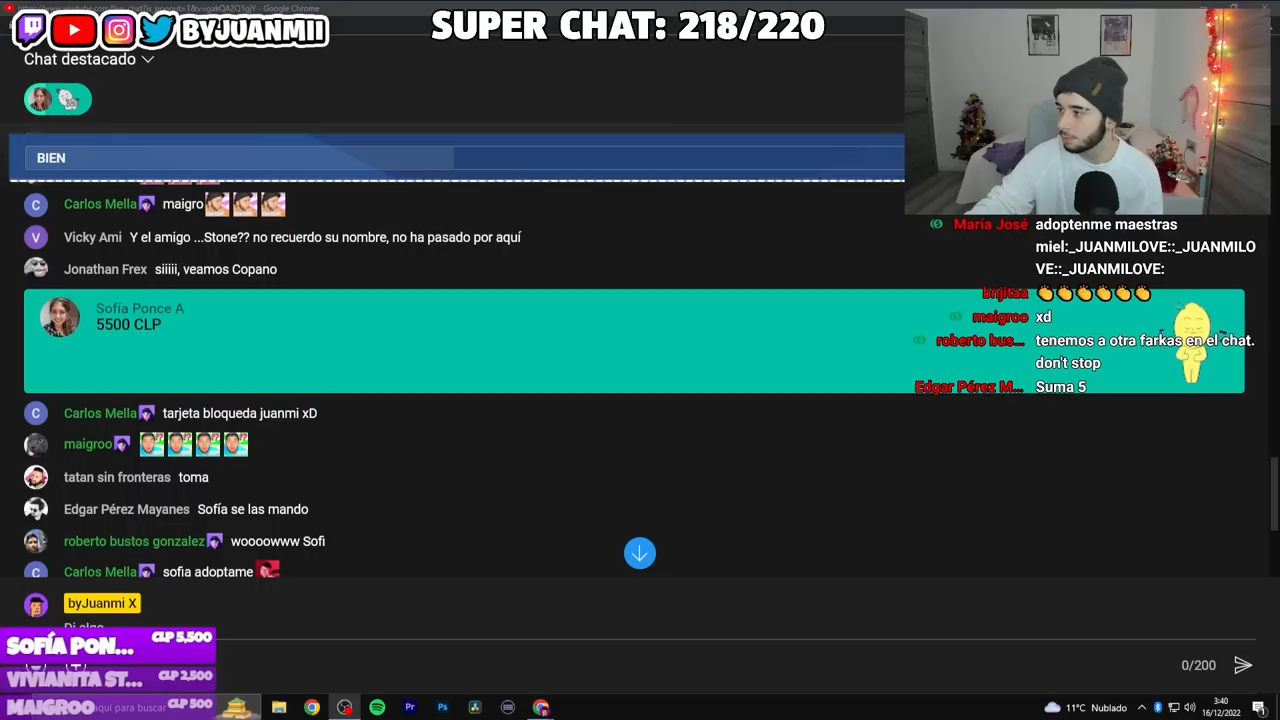 SUPER CHAT: 218/220
BYJUANMII
Chat destacado
BIEN
Carlos Mella maigro
Vicky Ami Y el amigo ...Stone?? no recuerdo su nombre, no ha pasado por aquí
Jonathan Frex siiiii, veamos Copano
Sofía Ponce A
5500 CLP
Carlos Mella tarjeta bloqueda juanmi xD
maigroo
tatan sin fronteras toma
Edgar Pérez Mayanes Sofía se las mando
roberto bustos gonzalez woooowww Sofi
Carlos Mella sofia adoptame
byJuanmi X
Di algo
0/200
María José adoptenme maestras
miel:_JUANMILOVE::_JUANMILO
VE::_JUANMILOVE:
brijitaa
maigroo xd
roberto bus... tenemos a otra farkas en el chat.
don't stop
Edgar Pérez M... Suma 5
SOFÍA PON... CLP 5,500
VIVIANITA ST... CLP 2,500
MAIGROO CLP 500
aquí para buscar
11°C Nublado
3:40
16/12/2022